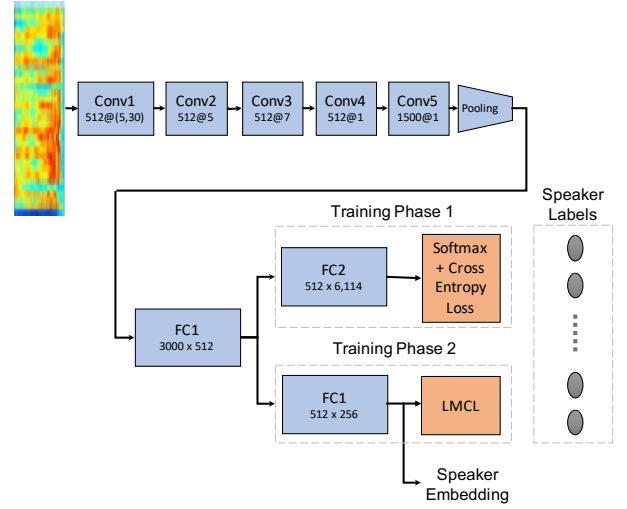 Conv1
512@(5,30)
Conv2
512@5
Conv3
512@7
Conv4
512@1
Conv5
1500@1
Pooling
Training Phase 1
Speaker
Labels
FC2
512 x 6,114
Softmax
+ Cross
Entropy
Loss
FC1
3000 x 512
Training Phase 2
FC1
512 x 256
LMCL
Speaker
Embedding